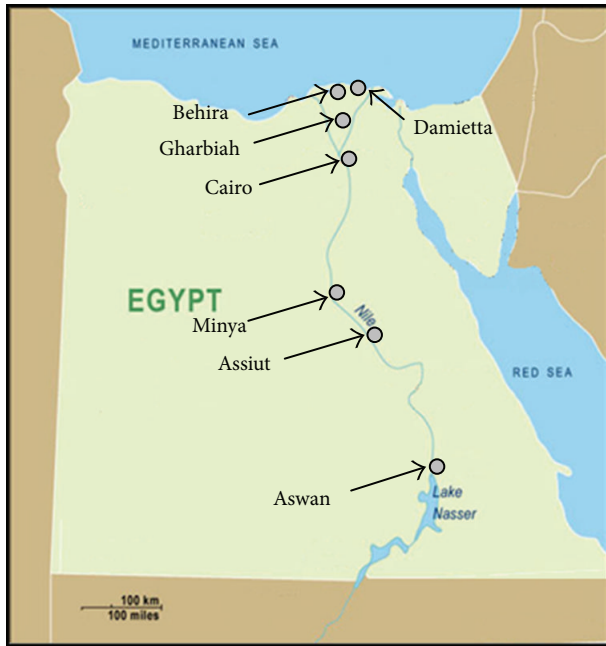 MEDITERRANEAN SEA
Behira
Damietta
Gharbiah
Cairo
EGYPT
Nile
Minya
Assiut
RED SEA
Aswan
Lake
Nasser
100 km
100 miles